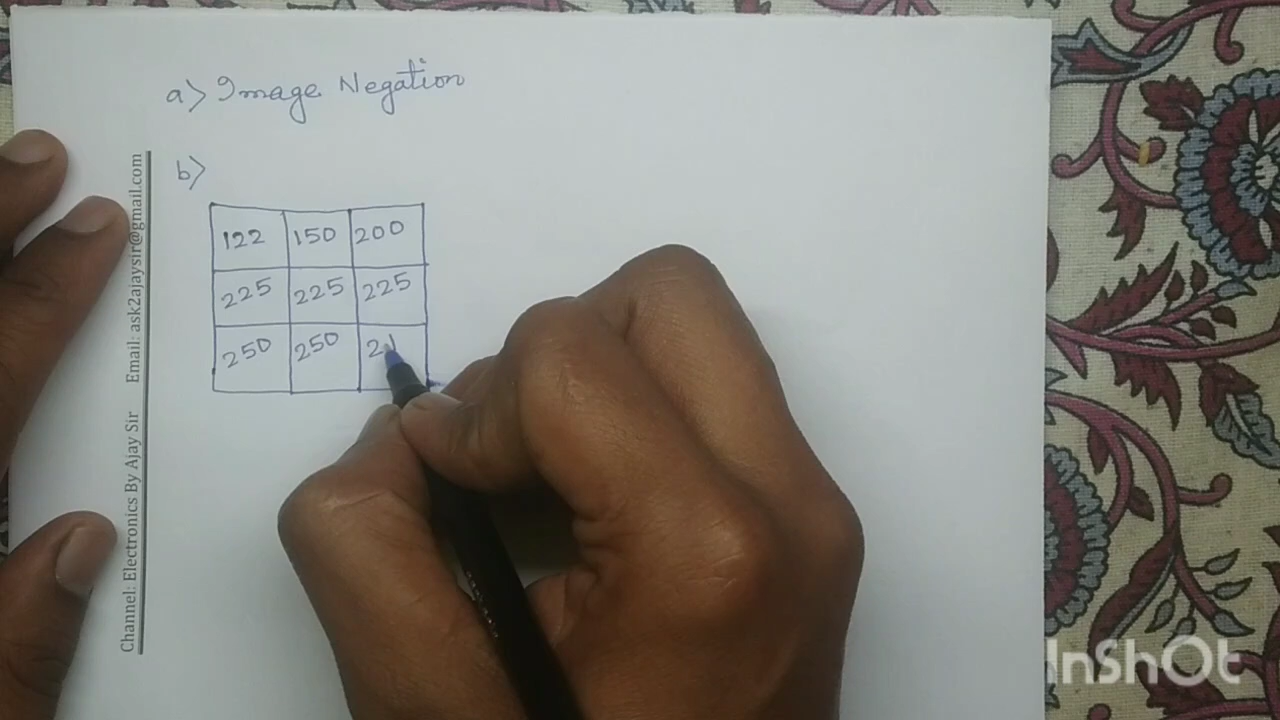 a) Image Negation
b)
122 150 200
225 225 225
250 250 21
Channel: Electronics By Ajay Sir Email: ask2ajaysir@gmail.com
InShOt